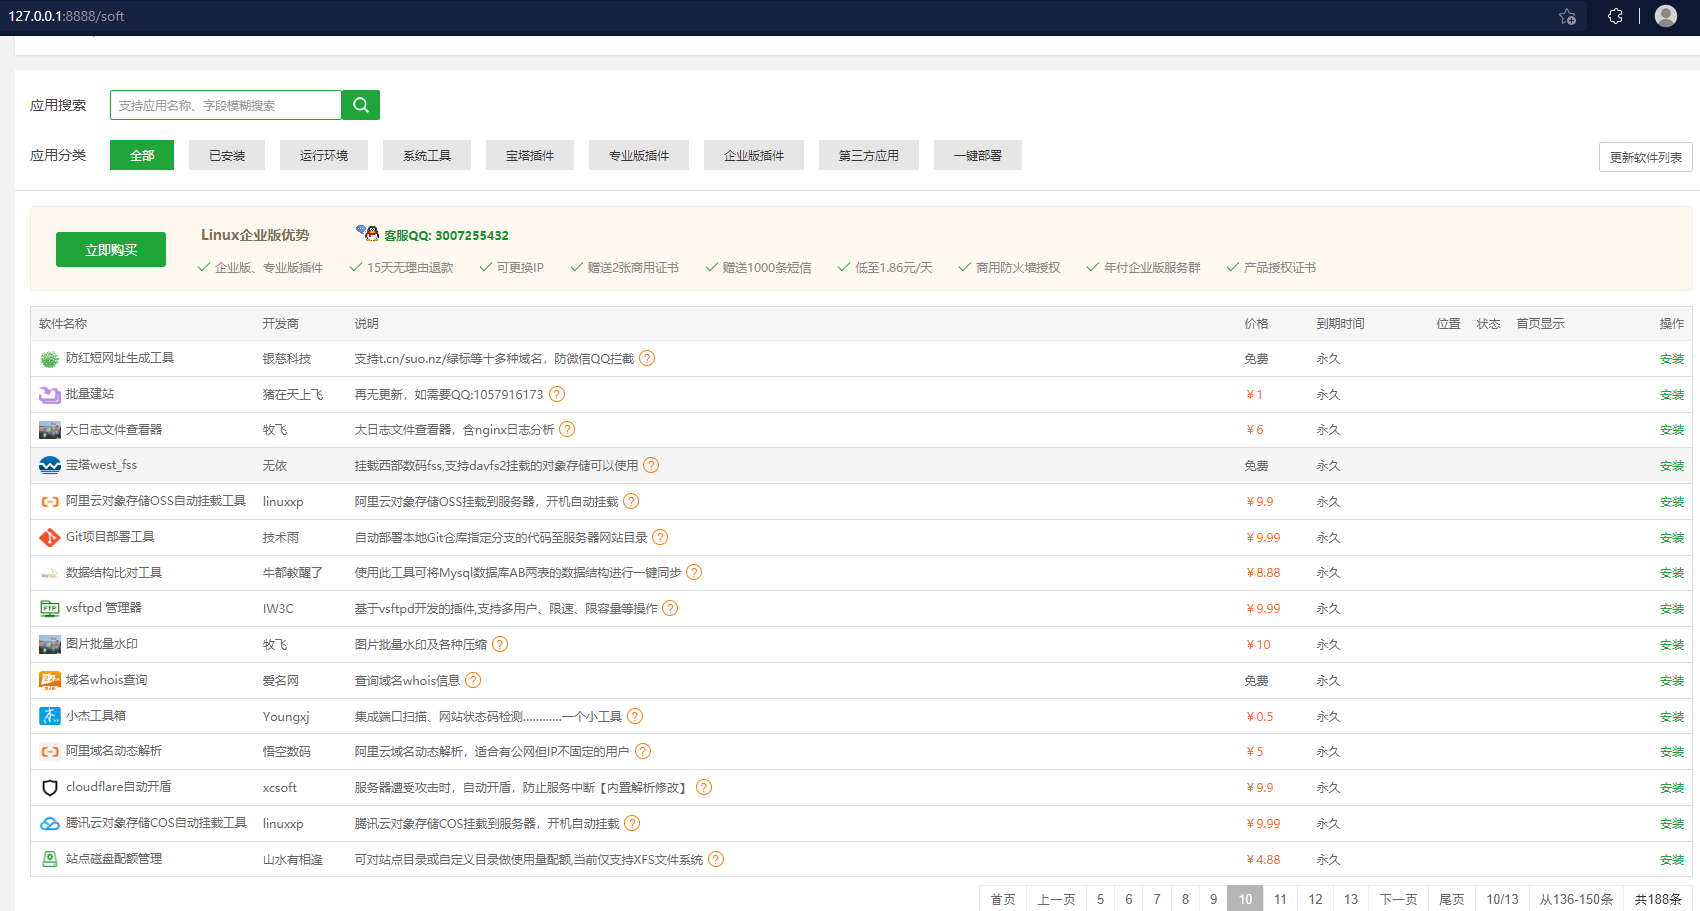 127.0.0.1:8888/soft
应用搜索 支持应用名称、字段模糊搜索
应用分类 全部 已安装 运行环境 系统工具 宝塔插件 专业版插件 企业版插件 第三方应用 一键部署 更新软件列表
立即购买 Linux企业版优势 客服QQ: 3007255432
企业版、专业版插件 15天无理由退款 可更换IP 赠送2张商用证书 赠送1000条短信 低至1.86元/天 商用防火墙授权 年付企业版服务群 产品授权证书
软件名称 开发商 说明 价格 到期时间 位置 状态 首页显示 操作
防红短网址生成工具 银慈科技 支持t.cn/suo.nz/绿标等十多种域名，防微信QQ拦截 ? 免费 永久 安装
批量建站 猪在天上飞 再无更新，如需要QQ:1057916173 ? ￥1 永久 安装
大日志文件查看器 牧飞 大日志文件查看器，含nginx日志分析 ? ￥6 永久 安装
宝塔west_fss 无依 挂载西部数码fss,支持davfs2挂载的对象存储可以使用 ? 免费 永久 安装
阿里云对象存储OSS自动挂载工具 linuxxp 阿里云对象存储OSS挂载到服务器，开机自动挂载 ? ￥9.9 永久 安装
Git项目部署工具 技术雨 自动部署本地Git仓库指定分支的代码至服务器网站目录 ? ￥9.99 永久 安装
数据结构比对工具 牛都教醒了 使用此工具可将Mysql数据库AB两表的数据结构进行一键同步 ? ￥8.88 永久 安装
FTP vsftpd 管理器 IW3C 基于vsftpd开发的插件,支持多用户、限速、限容量等操作 ? ￥9.99 永久 安装
图片批量水印 牧飞 图片批量水印及各种压缩 ? ￥10 永久 安装
域名whois查询 爱名网 查询域名whois信息 ? 免费 永久 安装
小杰工具箱 Youngxj 集成端口扫描、网站状态码检测............一个小工具 ? ￥0.5 永久 安装
阿里域名动态解析 悟空数码 阿里云域名动态解析，适合有公网但IP不固定的用户 ? ￥5 永久 安装
cloudflare自动开盾 xcsoft 服务器遭受攻击时，自动开盾，防止服务中断【内置解析修改】 ? ￥9.9 永久 安装
腾讯云对象存储COS自动挂载工具 linuxxp 腾讯云对象存储COS挂载到服务器，开机自动挂载 ? ￥9.99 永久 安装
站点磁盘配额管理 山水有相逢 可对站点目录或自定义目录做使用量配额,当前仅支持XFS文件系统 ? ￥4.88 永久 安装
首页 上一页 5 6 7 8 9 10 11 12 13 下一页 尾页 10/13 从136-150条 共188条